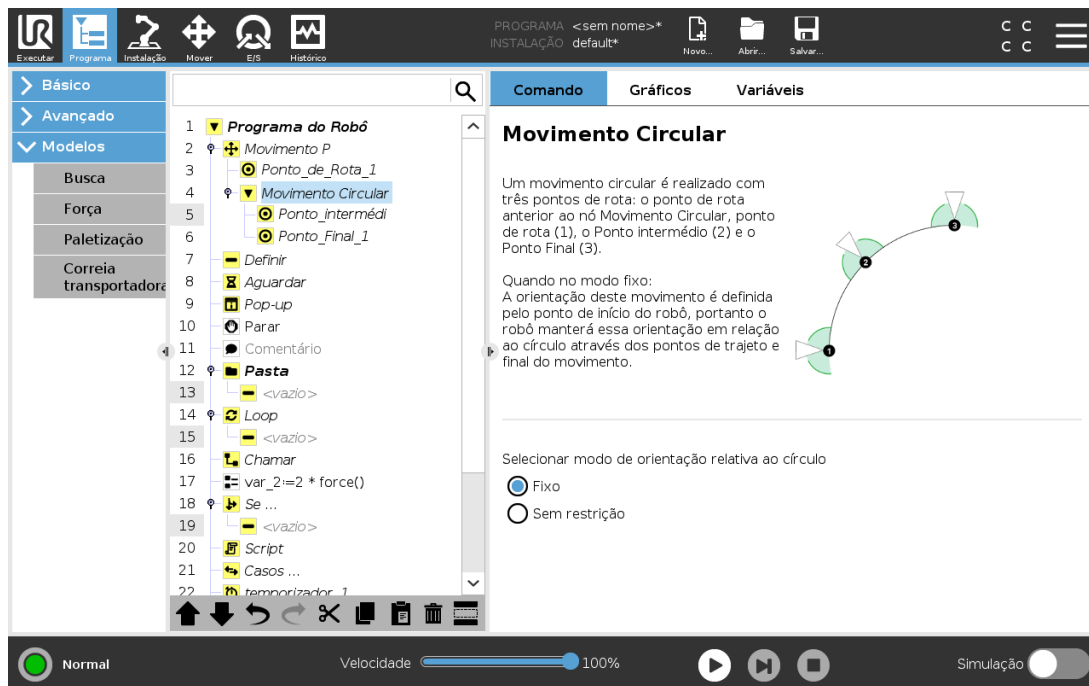 UR
PROGRAMA <sem nome>*
INSTALAÇÃO default*
Executar Programa Instalação Mover E/S Histórico
Novo... Abrir... Salvar...
C C
C C
Básico
Avançado
Modelos
Busca
Força
Paletização
Correia
transportadora
1 Programa do Robô
2 Movimento P
3 Ponto_de_Rota_1
4 Movimento Circular
5 Ponto_intermédi
6 Ponto_Final_1
7 Definir
8 Aguardar
9 Pop-up
10 Parar
11 Comentário
12 Pasta
13 <vazio>
14 Loop
15 <vazio>
16 Chamar
17 var_2:=2 * force()
18 Se ...
19 <vazio>
20 Script
21 Casos ...
22 temporizador_1
Comando Gráficos Variáveis
Movimento Circular
Um movimento circular é realizado com
três pontos de rota: o ponto de rota
anterior ao nó Movimento Circular, ponto
de rota (1), o Ponto intermédio (2) e o
Ponto Final (3).
Quando no modo fixo:
A orientação deste movimento é definida
pelo ponto de início do robô, portanto o
robô manterá essa orientação em relação
ao círculo através dos pontos de trajeto e
final do movimento.
3
2
1
Selecionar modo de orientação relativa ao círculo
Fixo
Sem restrição
Normal
Velocidade 100%
Simulação